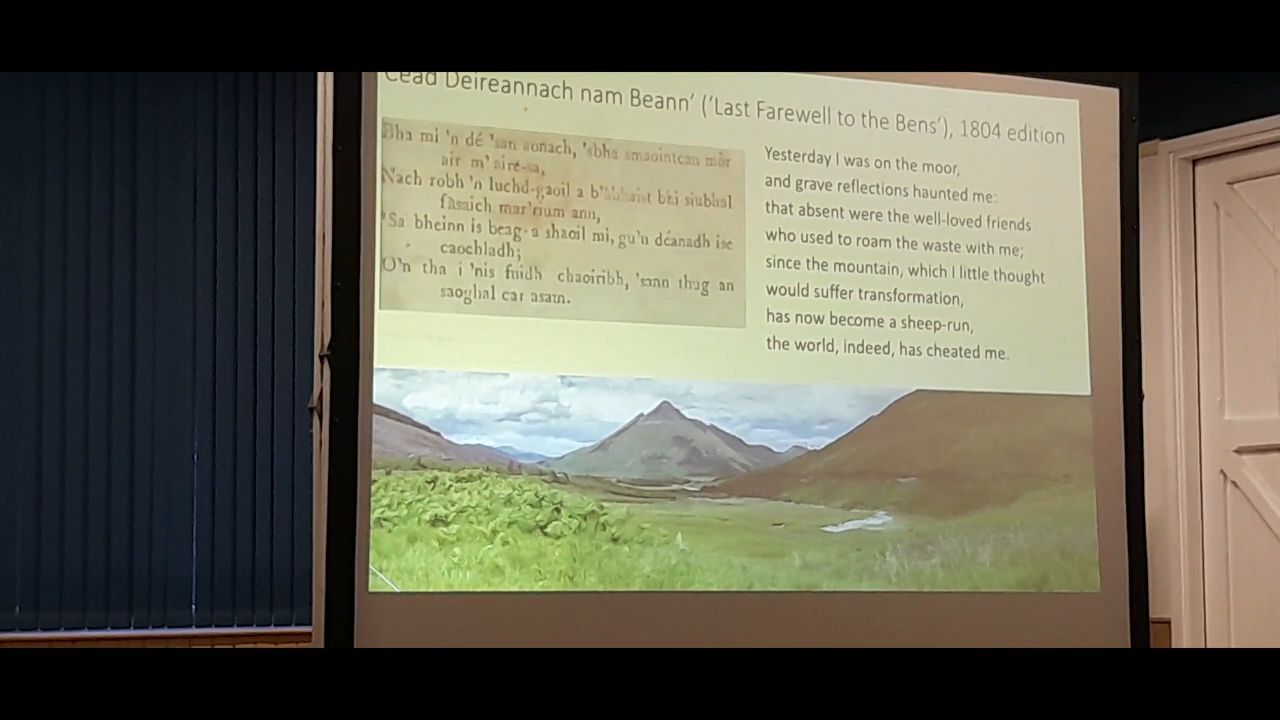 Cead Deireannach nam Beann’ (‘Last Farewell to the Bens’), 1804 edition
Bha mi 'n dé 'san aonach, 'sbha smaointean mòr
air m' aire-sa,
Nach robh 'n luchd-gaoil a b'àbhaist bhi siubhal
fàsaich mar'rium ann,
'Sa bheinn is beag a shaoil mi, gu'n déanadh ise
caochladh;
O'n tha i 'nis fuidh chaoiribh, 'sann thug an
saoghal car asam.
Yesterday I was on the moor,
and grave reflections haunted me:
that absent were the well-loved friends
who used to roam the waste with me;
since the mountain, which I little thought
would suffer transformation,
has now become a sheep-run,
the world, indeed, has cheated me.